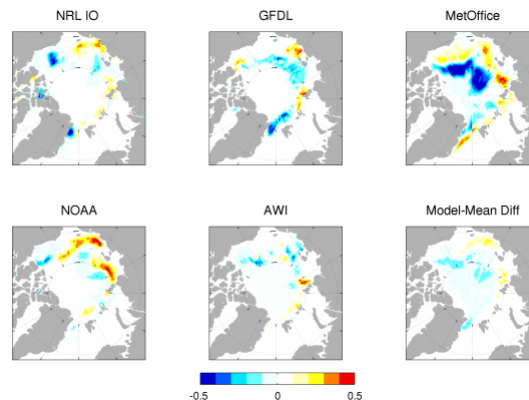 NRL IO
GFDL
MetOffice
NOAA
AWI
Model-Mean Diff
-0.5
0
0.5